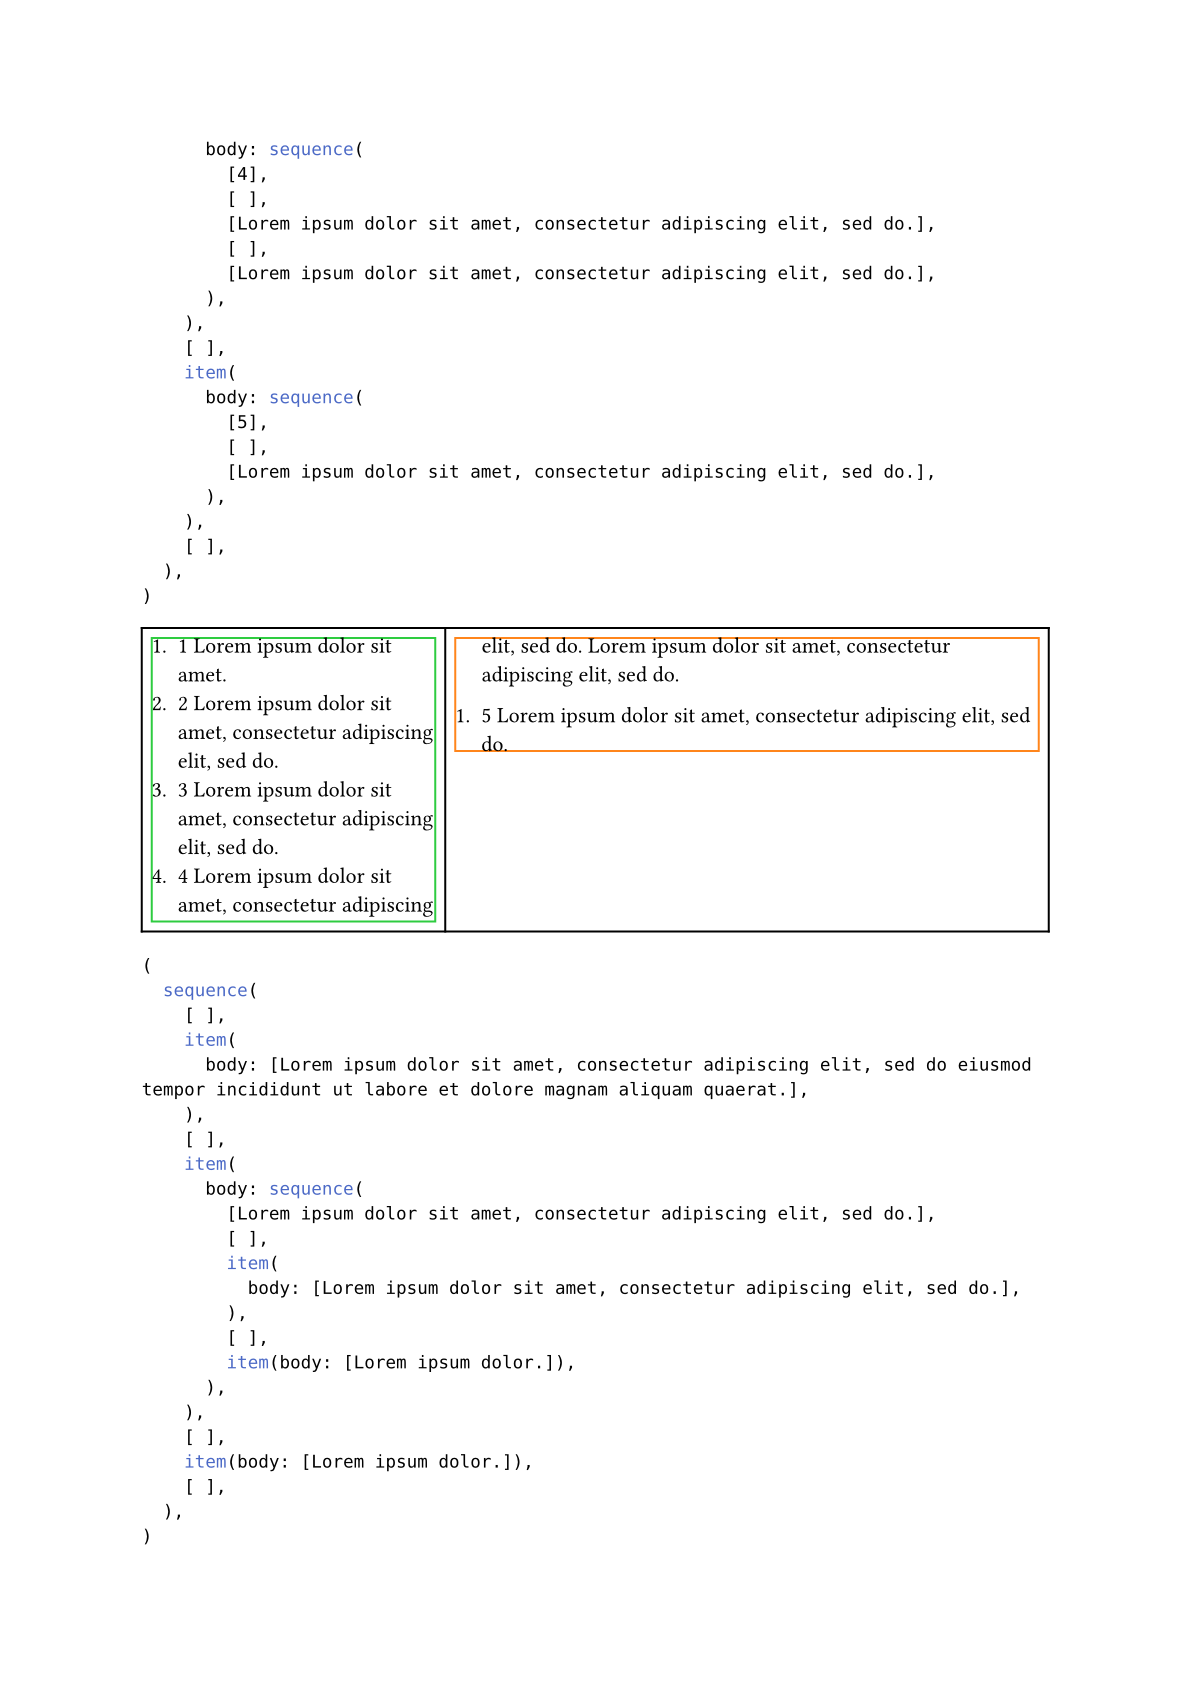 body: sequence(
        [4],
        [ ],
        [Lorem ipsum dolor sit amet, consectetur adipiscing elit, sed do.],
        [ ],
        [Lorem ipsum dolor sit amet, consectetur adipiscing elit, sed do.],
      ),
    ),
    [ ],
    item(
      body: sequence(
        [5],
        [ ],
        [Lorem ipsum dolor sit amet, consectetur adipiscing elit, sed do.],
      ),
    ),
    [ ],
  ),
)
1. 1 Lorem ipsum dolor sit
amet.
2. 2 Lorem ipsum dolor sit
amet, consectetur adipiscing
elit, sed do.
3. 3 Lorem ipsum dolor sit
amet, consectetur adipiscing
elit, sed do.
4. 4 Lorem ipsum dolor sit
amet, consectetur adipiscing
elit, sed do. Lorem ipsum dolor sit amet, consectetur
adipiscing elit, sed do.
1. 5 Lorem ipsum dolor sit amet, consectetur adipiscing elit, sed
do.
(
  sequence(
    [ ],
    item(
      body: [Lorem ipsum dolor sit amet, consectetur adipiscing elit, sed do eiusmod
tempor incididunt ut labore et dolore magnam aliquam quaerat.],
    ),
    [ ],
    item(
      body: sequence(
        [Lorem ipsum dolor sit amet, consectetur adipiscing elit, sed do.],
        [ ],
        item(
          body: [Lorem ipsum dolor sit amet, consectetur adipiscing elit, sed do.],
        ),
        [ ],
        item(body: [Lorem ipsum dolor.]),
      ),
    ),
    [ ],
    item(body: [Lorem ipsum dolor.]),
    [ ],
  ),
)